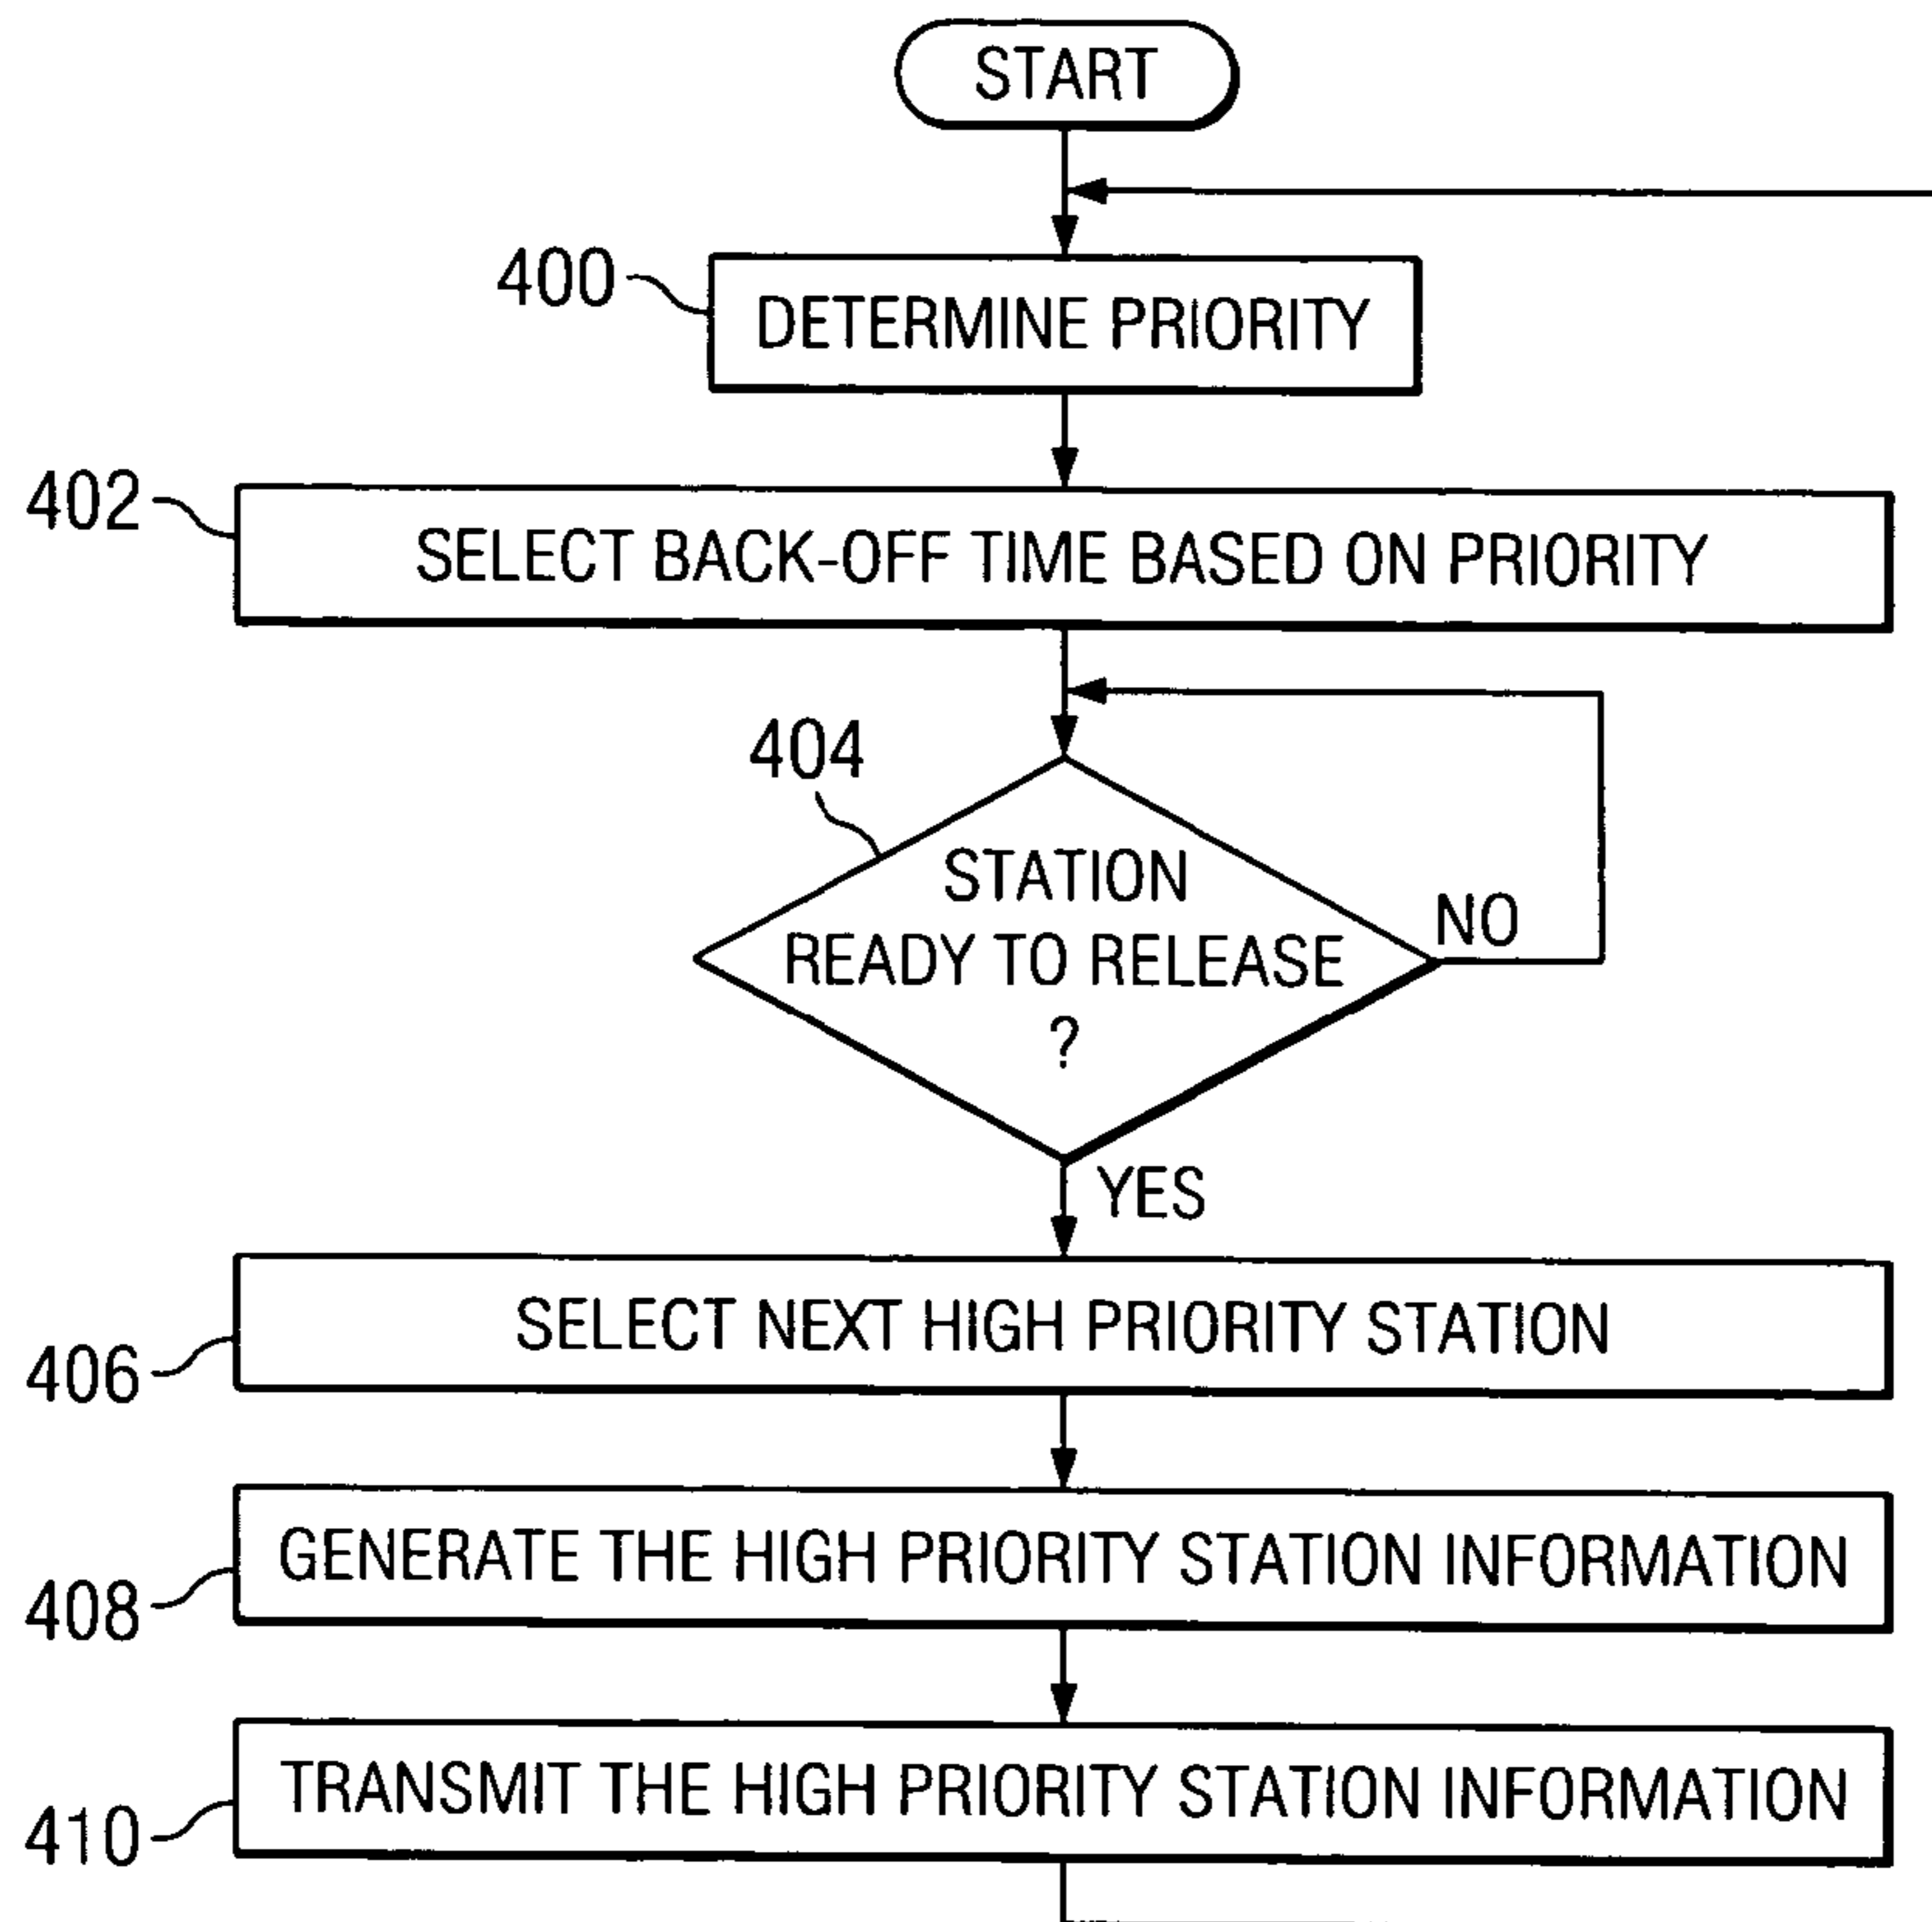 START
400
DETERMINE PRIORITY
402
SELECT BACK-OFF TIME BASED ON PRIORITY
404
STATION
READY TO RELEASE
?
NO
YES
SELECT NEXT HIGH PRIORITY STATION
406
GENERATE THE HIGH PRIORITY STATION INFORMATION
408
TRANSMIT THE HIGH PRIORITY STATION INFORMATION
410